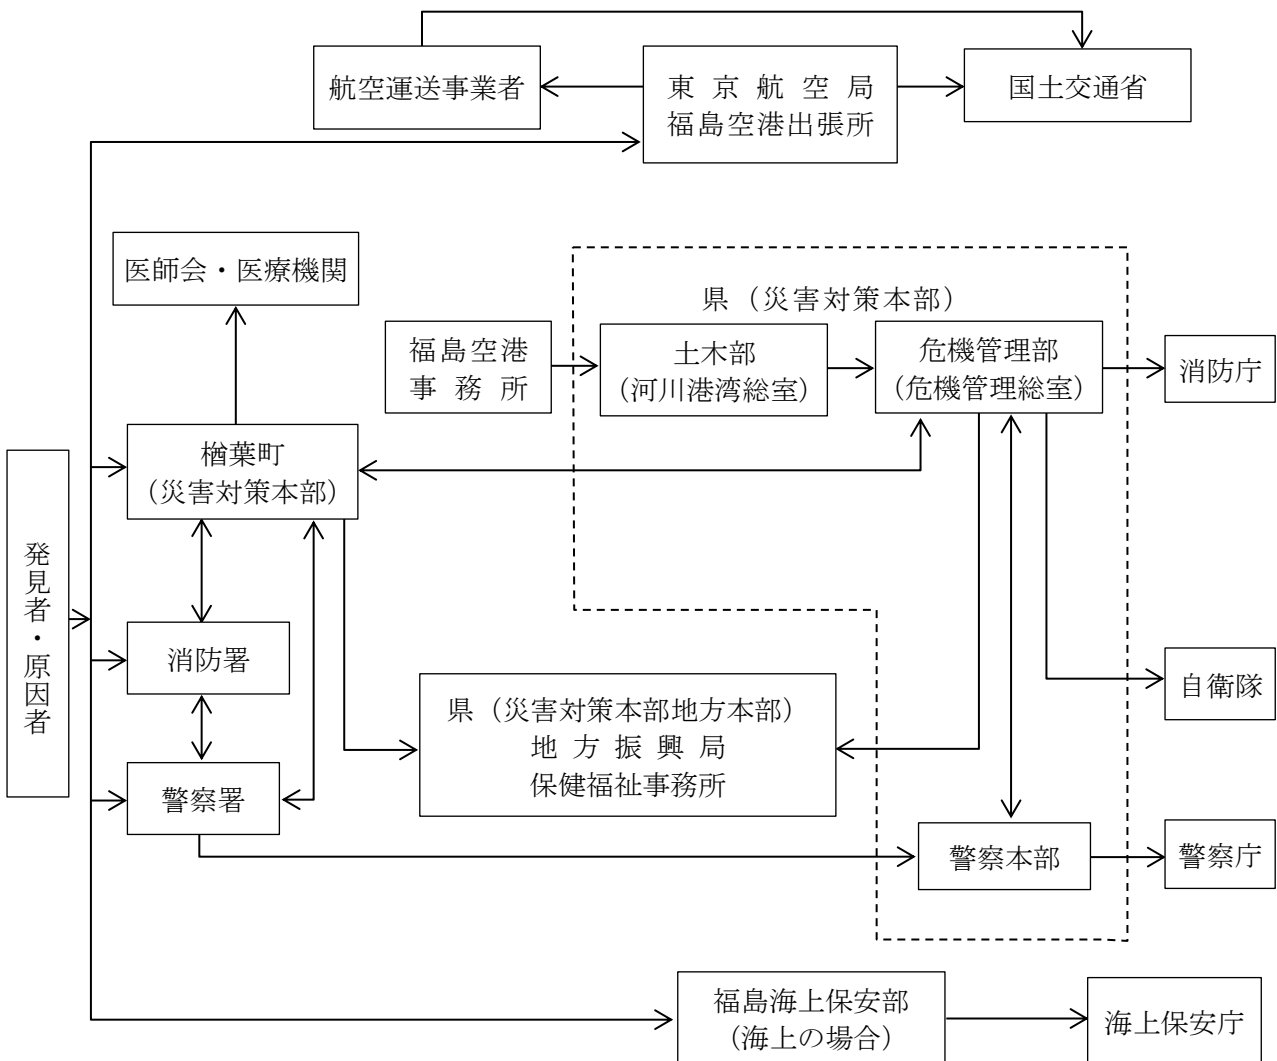 航空運送事業者
東京航空局
福島空港出張所
国土交通省
医師会・医療機関
県（災害対策本部）
福島空港
事務所
土木部
（河川港湾総室）
危機管理部
（危機管理総室）
消防庁
楢葉町
（災害対策本部）
発見者・原因者
消防署
県（災害対策本部地方本部）
地方振興局
保健福祉事務所
自衛隊
警察署
警察本部
警察庁
福島海上保安部
（海上の場合）
海上保安庁